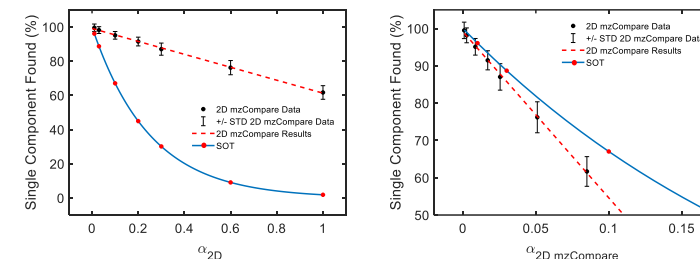 Single Component Found (%)
100
80
60
40
20
0
2D mzCompare Data
+/- STD 2D mzCompare Data
2D mzCompare Results
SOT
0 0.2 0.4 0.6 0.8 1
α2D
Single Component Found (%)
100
90
80
70
60
50
2D mzCompare Data
+/- STD 2D mzCompare Data
2D mzCompare Results
SOT
0 0.05 0.1 0.15
α2D mzCompare